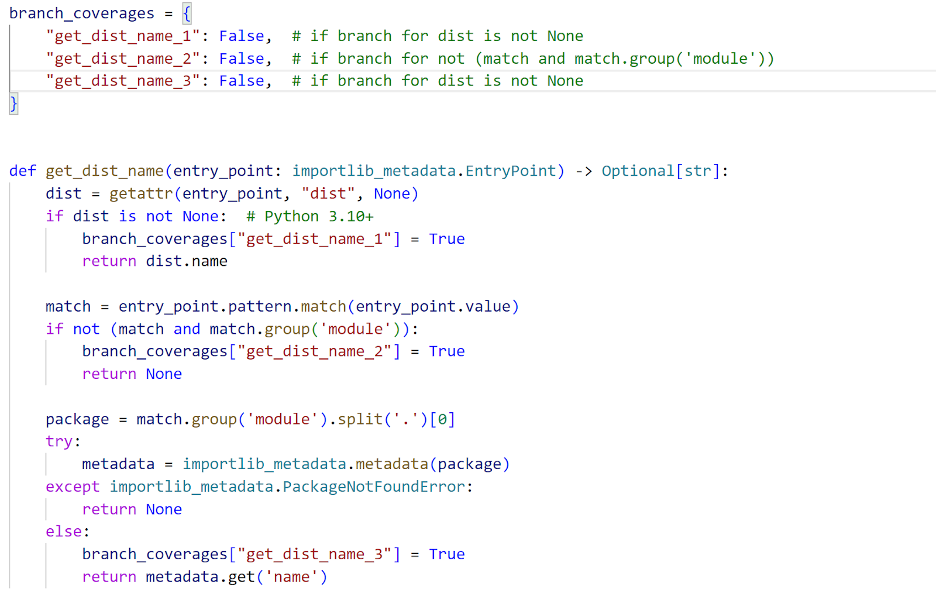 branch_coverages = {
    "get_dist_name_1": False,  # if branch for dist is not None
    "get_dist_name_2": False,  # if branch for not (match and match.group('module'))
    "get_dist_name_3": False,  # if branch for dist is not None
}
def get_dist_name(entry_point: importlib_metadata.EntryPoint) -> Optional[str]:
    dist = getattr(entry_point, "dist", None)
    if dist is not None:  # Python 3.10+
        branch_coverages["get_dist_name_1"] = True
        return dist.name
    match = entry_point.pattern.match(entry_point.value)
    if not (match and match.group('module')):
        branch_coverages["get_dist_name_2"] = True
        return None
    package = match.group('module').split('.')[0]
    try:
        metadata = importlib_metadata.metadata(package)
    except importlib_metadata.PackageNotFoundError:
        return None
    else:
        branch_coverages["get_dist_name_3"] = True
        return metadata.get('name')